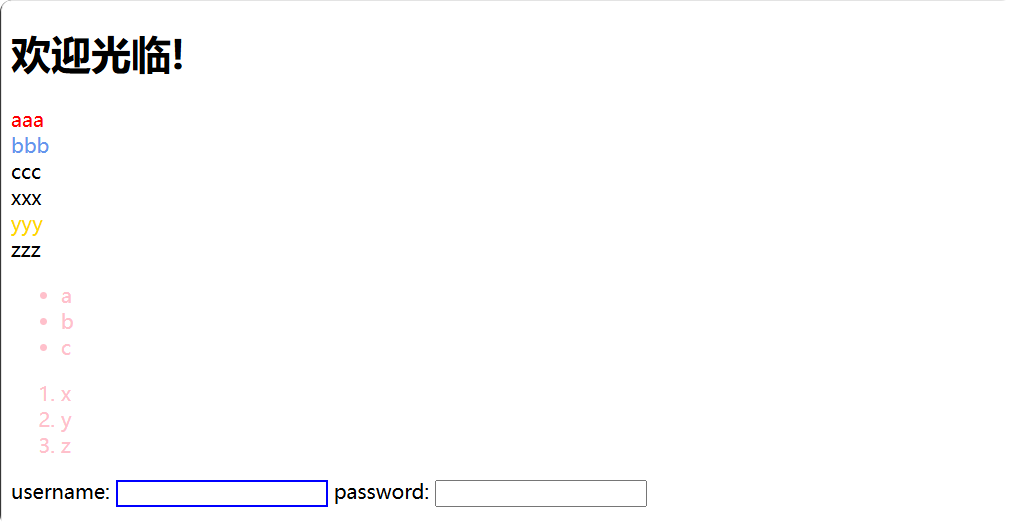 欢迎光临!
aaa
bbb
ccc
xxx
yyy
zzz
• a
• b
• c
1. x
2. y
3. z
username: password: